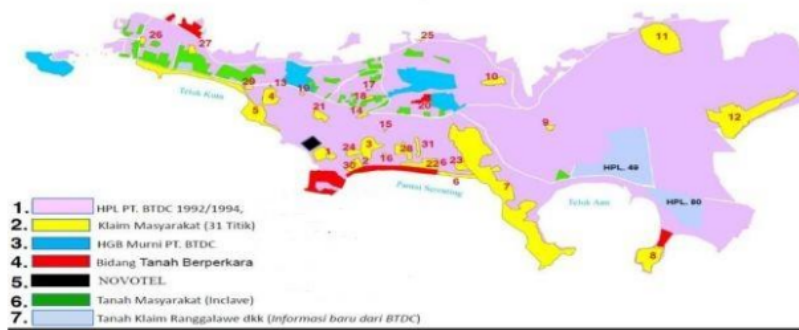 25
26
27
11
10
29
13
17
4
19
18
20
12
5
21
14
9
15
1
24
3
28
31
HPL. 49
30
2
16
22
6
23
6
7
HPL. 80
8
Teluk Kuta
Pantai Serenting
Teluk Aan
1. HPL PT. BTDC 1992/1994,
2. Klaim Masyarakat (31 Titik)
3. HGB Murni PT. BTDC
4. Bidang Tanah Berperkara
5. NOVOTEL
6. Tanah Masyarakat (Inclave)
7. Tanah Klaim Ranggalawe dkk (Informasi baru dari BTDC)